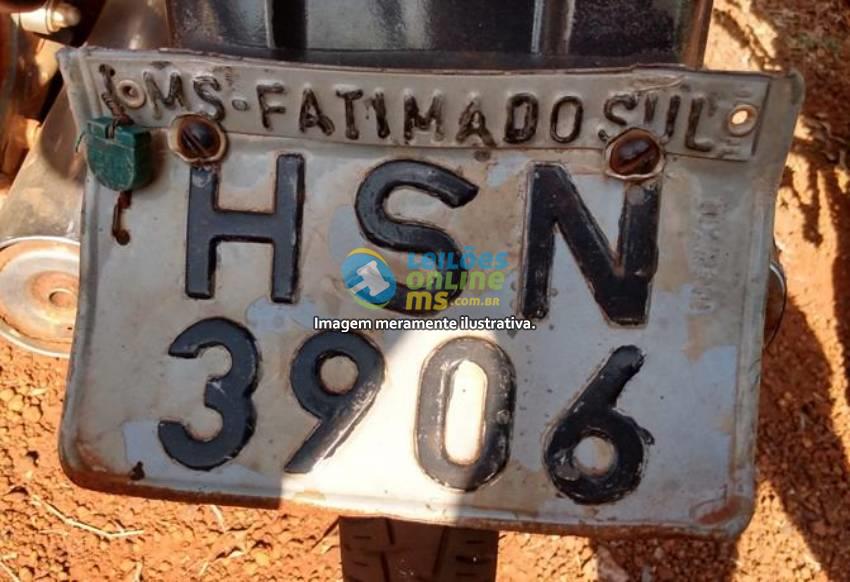 MS-FATIMADOSUL
HSN
LEILÕES
ONLINE
MS.COM.BR
Imagem meramente ilustrativa.
3906